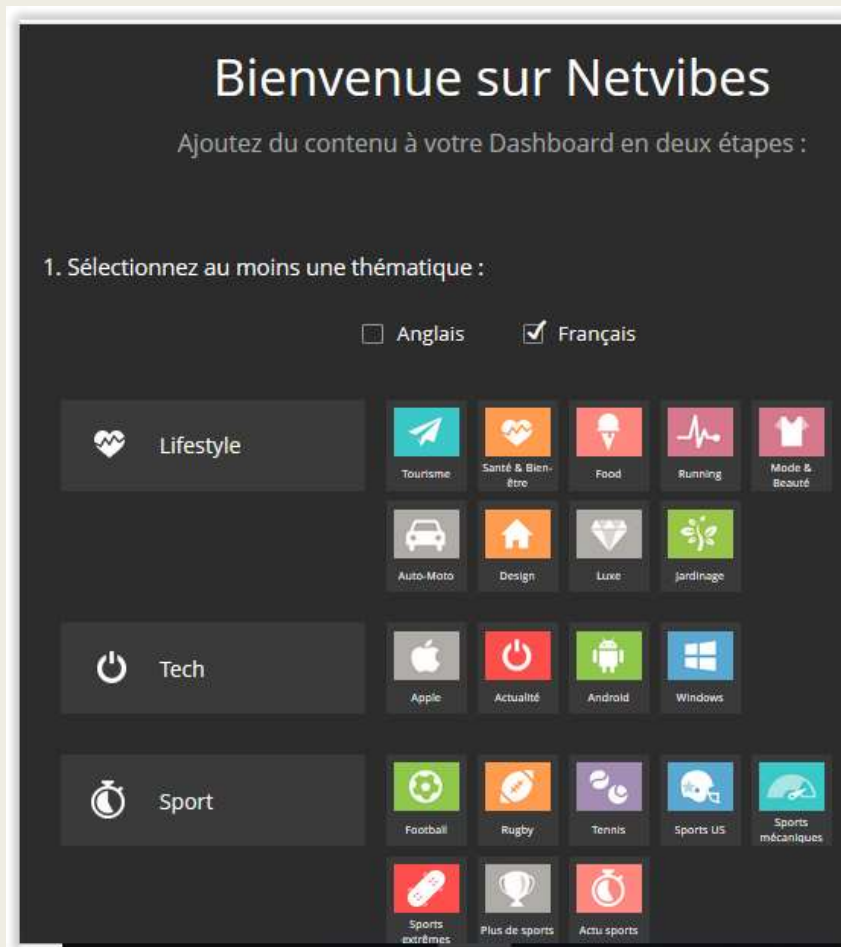 Bienvenue sur Netvibes
Ajoutez du contenu à votre Dashboard en deux étapes :
1. Sélectionnez au moins une thématique :
Anglais Français
Lifestyle
Tourisme
Santé & Bien-
être
Food
Running
Mode &
Beauté
Auto-Moto
Design
Luxe
Jardinage
Tech
Apple
Actualité
Android
Windows
Sport
Football
Rugby
Tennis
Sports US
Sports
mécaniques
Sports
extrêmes
Plus de sports
Actu sports